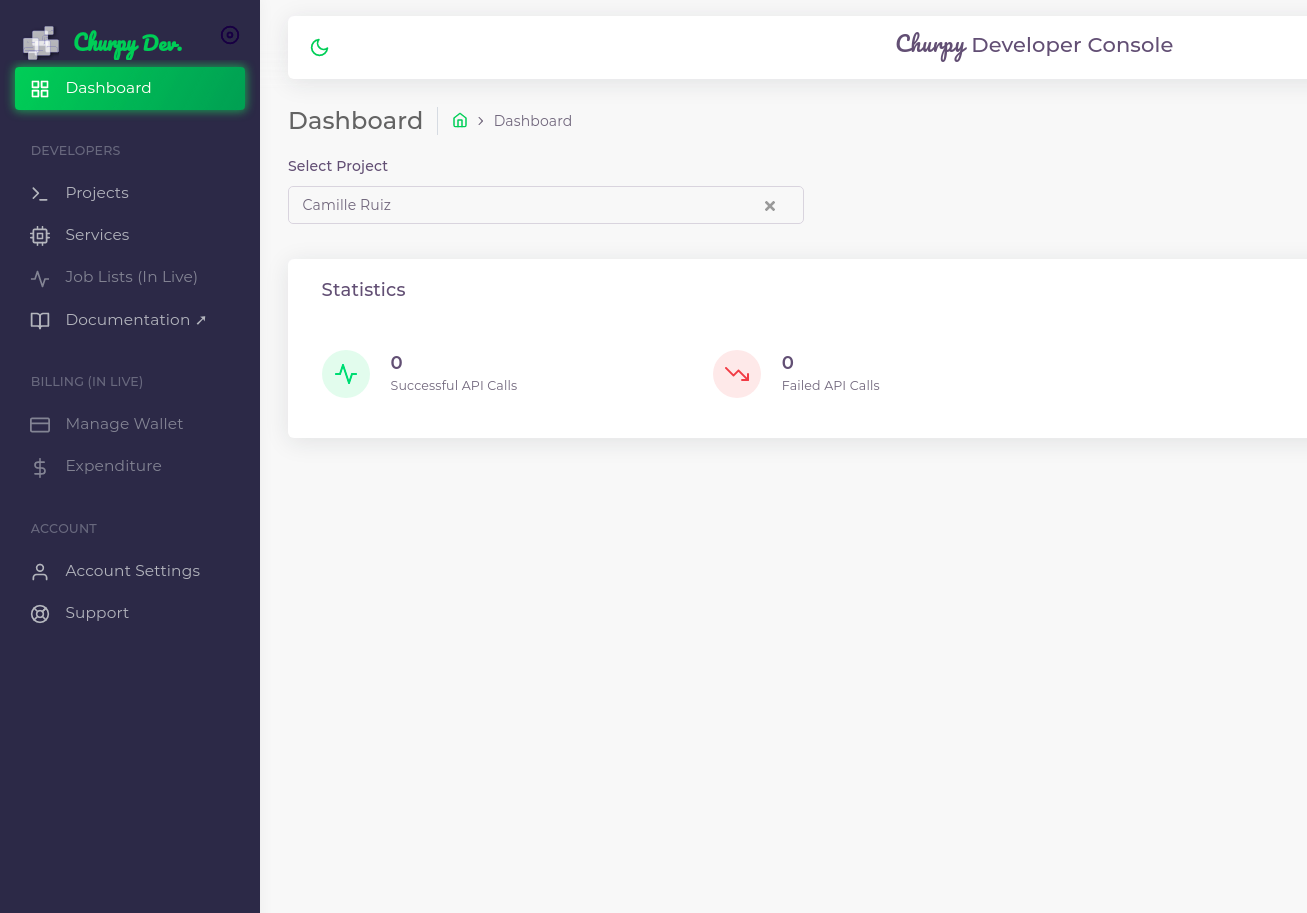 Churpy Dev.
Dashboard
DEVELOPERS
Projects
Services
Job Lists (In Live)
Documentation ↗
BILLING (IN LIVE)
Manage Wallet
Expenditure
ACCOUNT
Account Settings
Support
Churpy Developer Console
Dashboard
Dashboard
Select Project
Camille Ruiz
Statistics
0
Successful API Calls
0
Failed API Calls